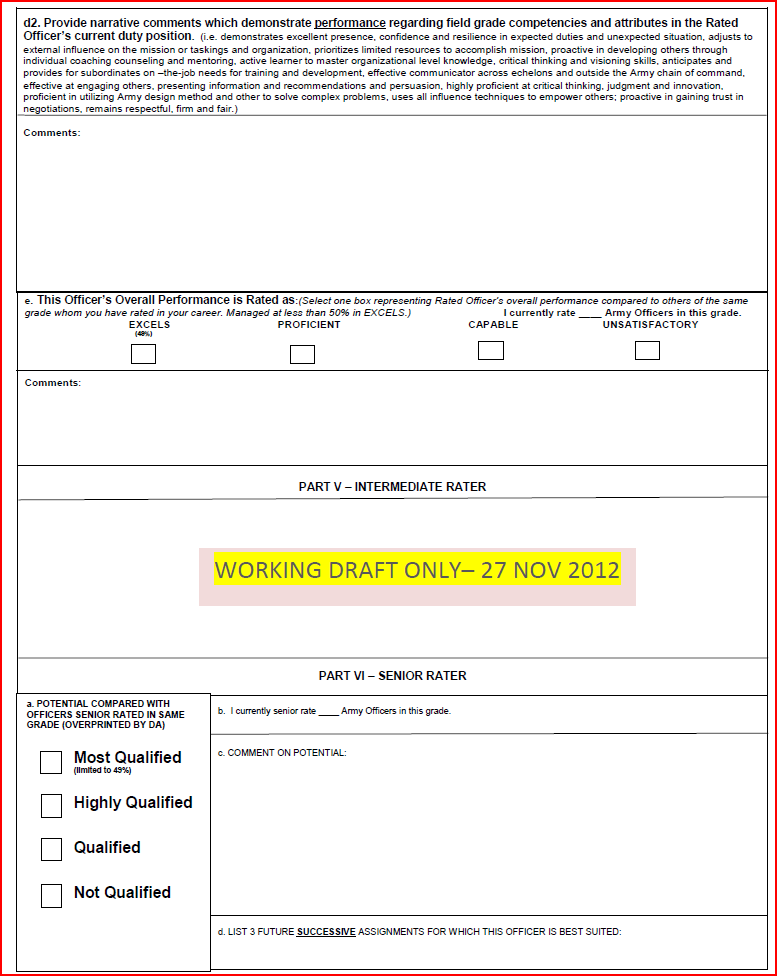 d2. Provide narrative comments which demonstrate performance regarding field grade competencies and attributes in the Rated
Officer's current duty position. (i.e. demonstrates excellent presence, confidence and resilience in expected duties and unexpected situation, adjusts to
external influence on the mission or taskings and organization, prioritizes limited resources to accomplish mission, proactive in developing others through
individual coaching counseling and mentoring, active learner to master organizational level knowledge, critical thinking and visioning skills, anticipates and
provides for subordinates on –the-job needs for training and development, effective communicator across echelons and outside the Army chain of command,
effective at engaging others, presenting information and recommendations and persuasion, highly proficient at critical thinking, judgment and innovation,
proficient in utilizing Army design method and other to solve complex problems, uses all influence techniques to empower others; proactive in gaining trust in
negotiations, remains respectful, firm and fair.)
Comments:
e. This Officer's Overall Performance is Rated as:(Select one box representing Rated Officer's overall performance compared to others of the same
grade whom you have rated in your career. Managed at less than 50% in EXCELS.) I currently rate ____ Army Officers in this grade.
EXCELS PROFICIENT CAPABLE UNSATISFACTORY
(49%)
Comments:
PART V – INTERMEDIATE RATER
WORKING DRAFT ONLY– 27 NOV 2012
PART VI – SENIOR RATER
a. POTENTIAL COMPARED WITH
OFFICERS SENIOR RATED IN SAME
GRADE (OVERPRINTED BY DA)
Most Qualified
(limited to 49%)
Highly Qualified
Qualified
Not Qualified
b. I currently senior rate ____ Army Officers in this grade.
c. COMMENT ON POTENTIAL:
d. LIST 3 FUTURE SUCCESSIVE ASSIGNMENTS FOR WHICH THIS OFFICER IS BEST SUITED: